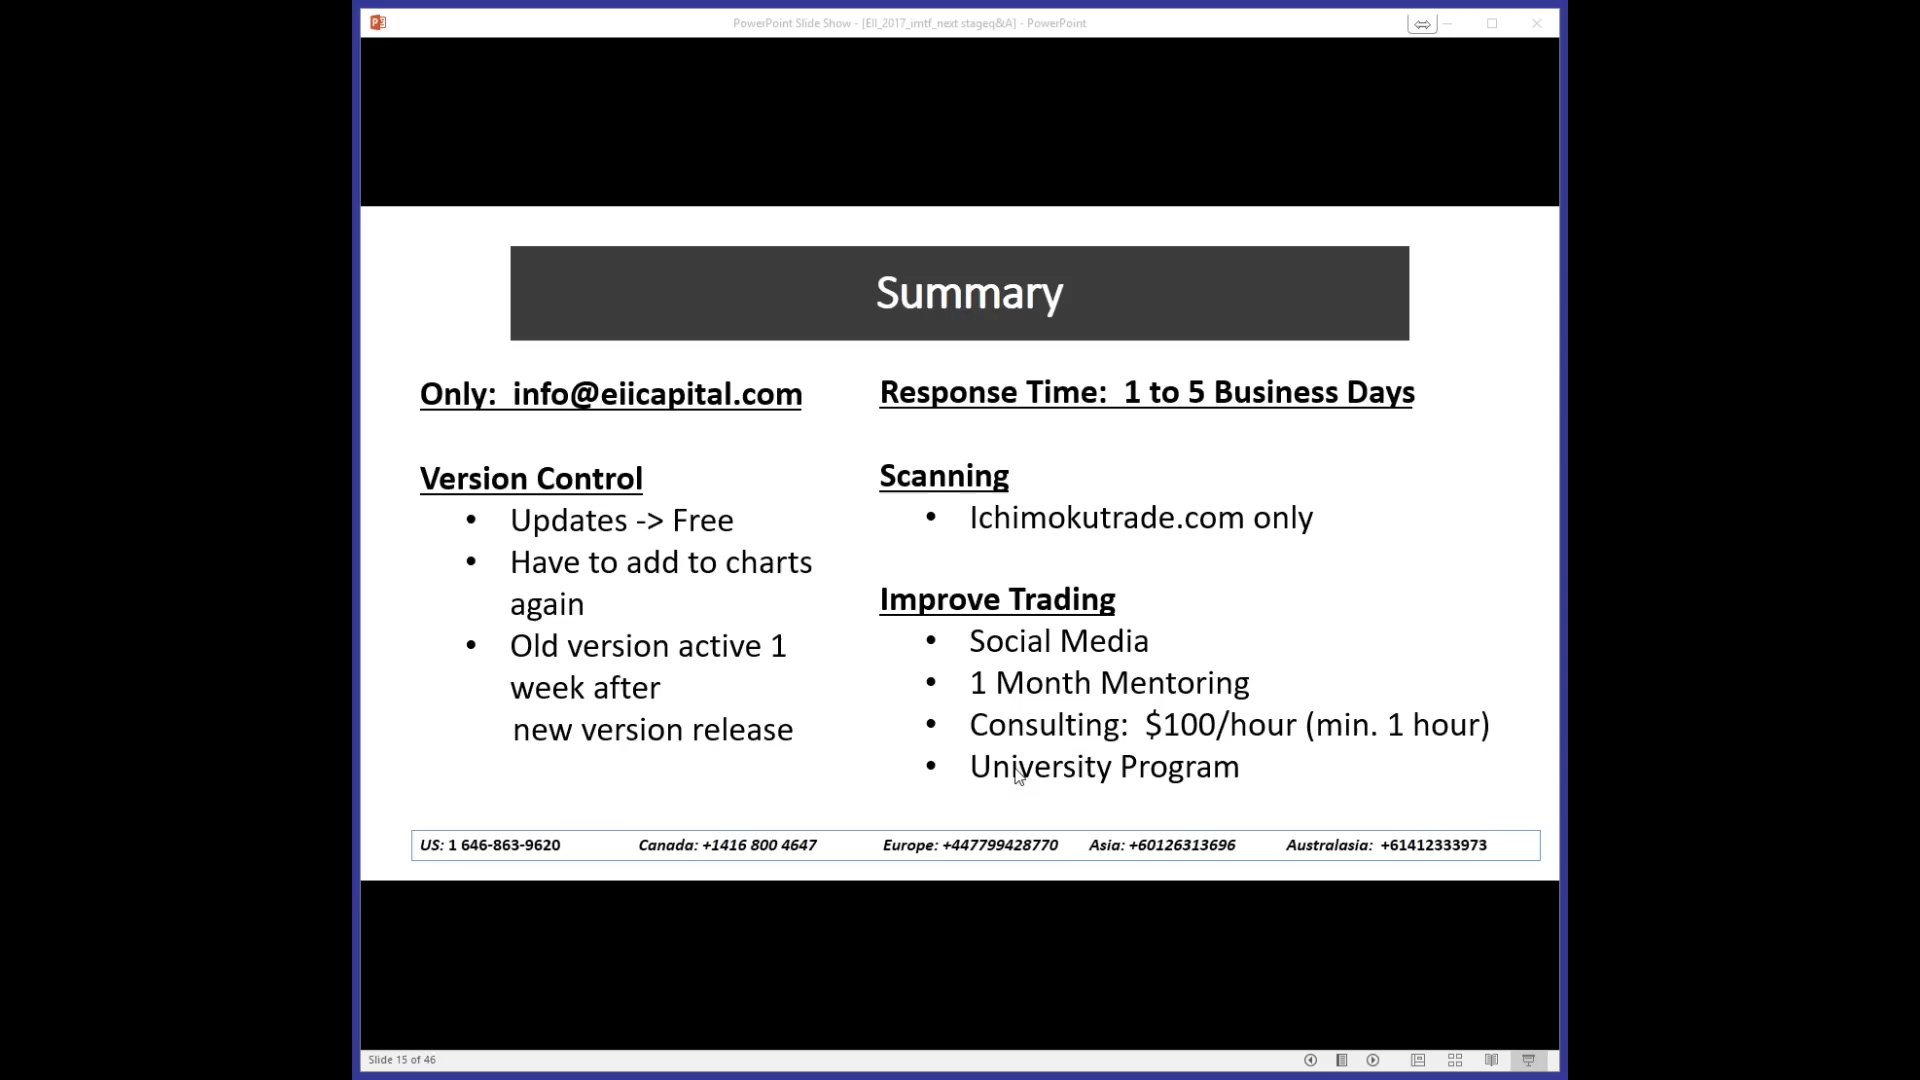 PowerPoint Slide Show - [EII_2017_imtf_next stageq&A] - PowerPoint
Summary
Only:  info@eiicapital.com
Version Control
• Updates -> Free
• Have to add to charts
again
• Old version active 1
week after
new version release
Response Time:  1 to 5 Business Days
Scanning
• Ichimokutrade.com only
Improve Trading
• Social Media
• 1 Month Mentoring
• Consulting:  $100/hour (min. 1 hour)
• University Program
US: 1 646-863-9620 Canada: +1416 800 4647 Europe: +447799428770 Asia: +60126313696 Australasia: +61412333973
Slide 15 of 46